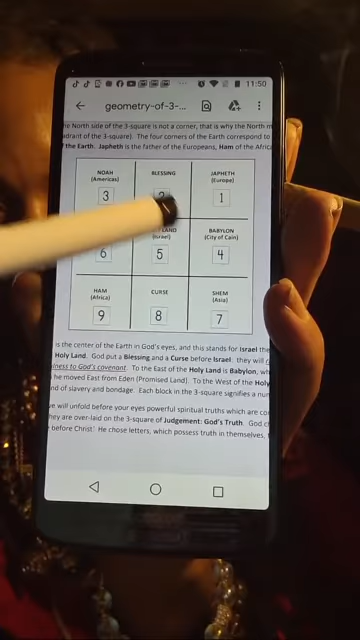 11:50
geometry-of-3-...
he North side of the 3-square is not a corner, that is why the North
adrant of the 3-square). The four corners of the Earth correspond to
the Earth. Japheth is the father of the Europeans, Ham of the Africa
NOAH BLESSING JAPHETH
(Americas) (Europe)
3 1
LAND BABYLON
(Israel) (City of Cain)
6 5 4
HAM CURSE SHEM
(Africa) (Asia)
9 8 7
is the center of the Earth in God's eyes, and this stands for Israel the
Holy Land. God put a Blessing and a Curse before Israel. they will
lness to God's covenant. To the East of the Holy Land is Babylon, wh
he moved East from Eden (Promised Land). To the West of the Holy
nd of slavery and bondage. Each block in the 3-square signifies a num
we will unfold before your eyes powerful spiritual truths which are co
hey are over-laid on the 3-square of Judgement: God's Truth. God c
before Christ. He chose letters, which possess truth in themselves,